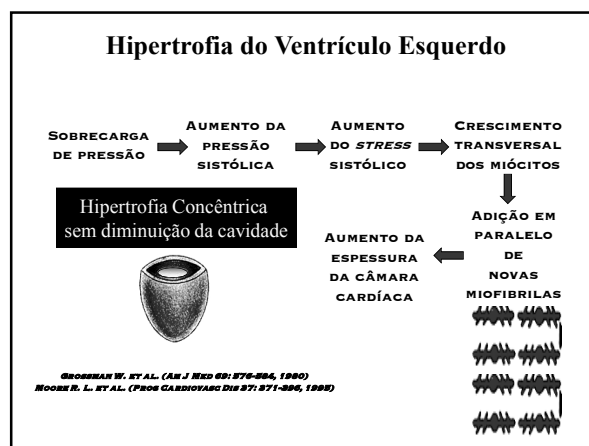 Hipertrofia do Ventrículo Esquerdo
SOBRECARGA
DE PRESSÃO
AUMENTO DA
PRESSÃO
SISTÓLICA
AUMENTO
DO STRESS
SISTÓLICO
CRESCIMENTO
TRANSVERSAL
DOS MIÓCITOS
ADIÇÃO EM
PARALELO
DE
NOVAS
MIOFIBRILAS
AUMENTO DA
ESPESSURA
DA CÂMARA
CARDÍACA
Hipertrofia Concêntrica
sem diminuição da cavidade
GROSSMAN W. ET AL. (AM J MED 69: 576-584, 1980)
MOORE R. L. ET AL. (PROG CARDIOVASC DIS 37: 371-396, 1995)